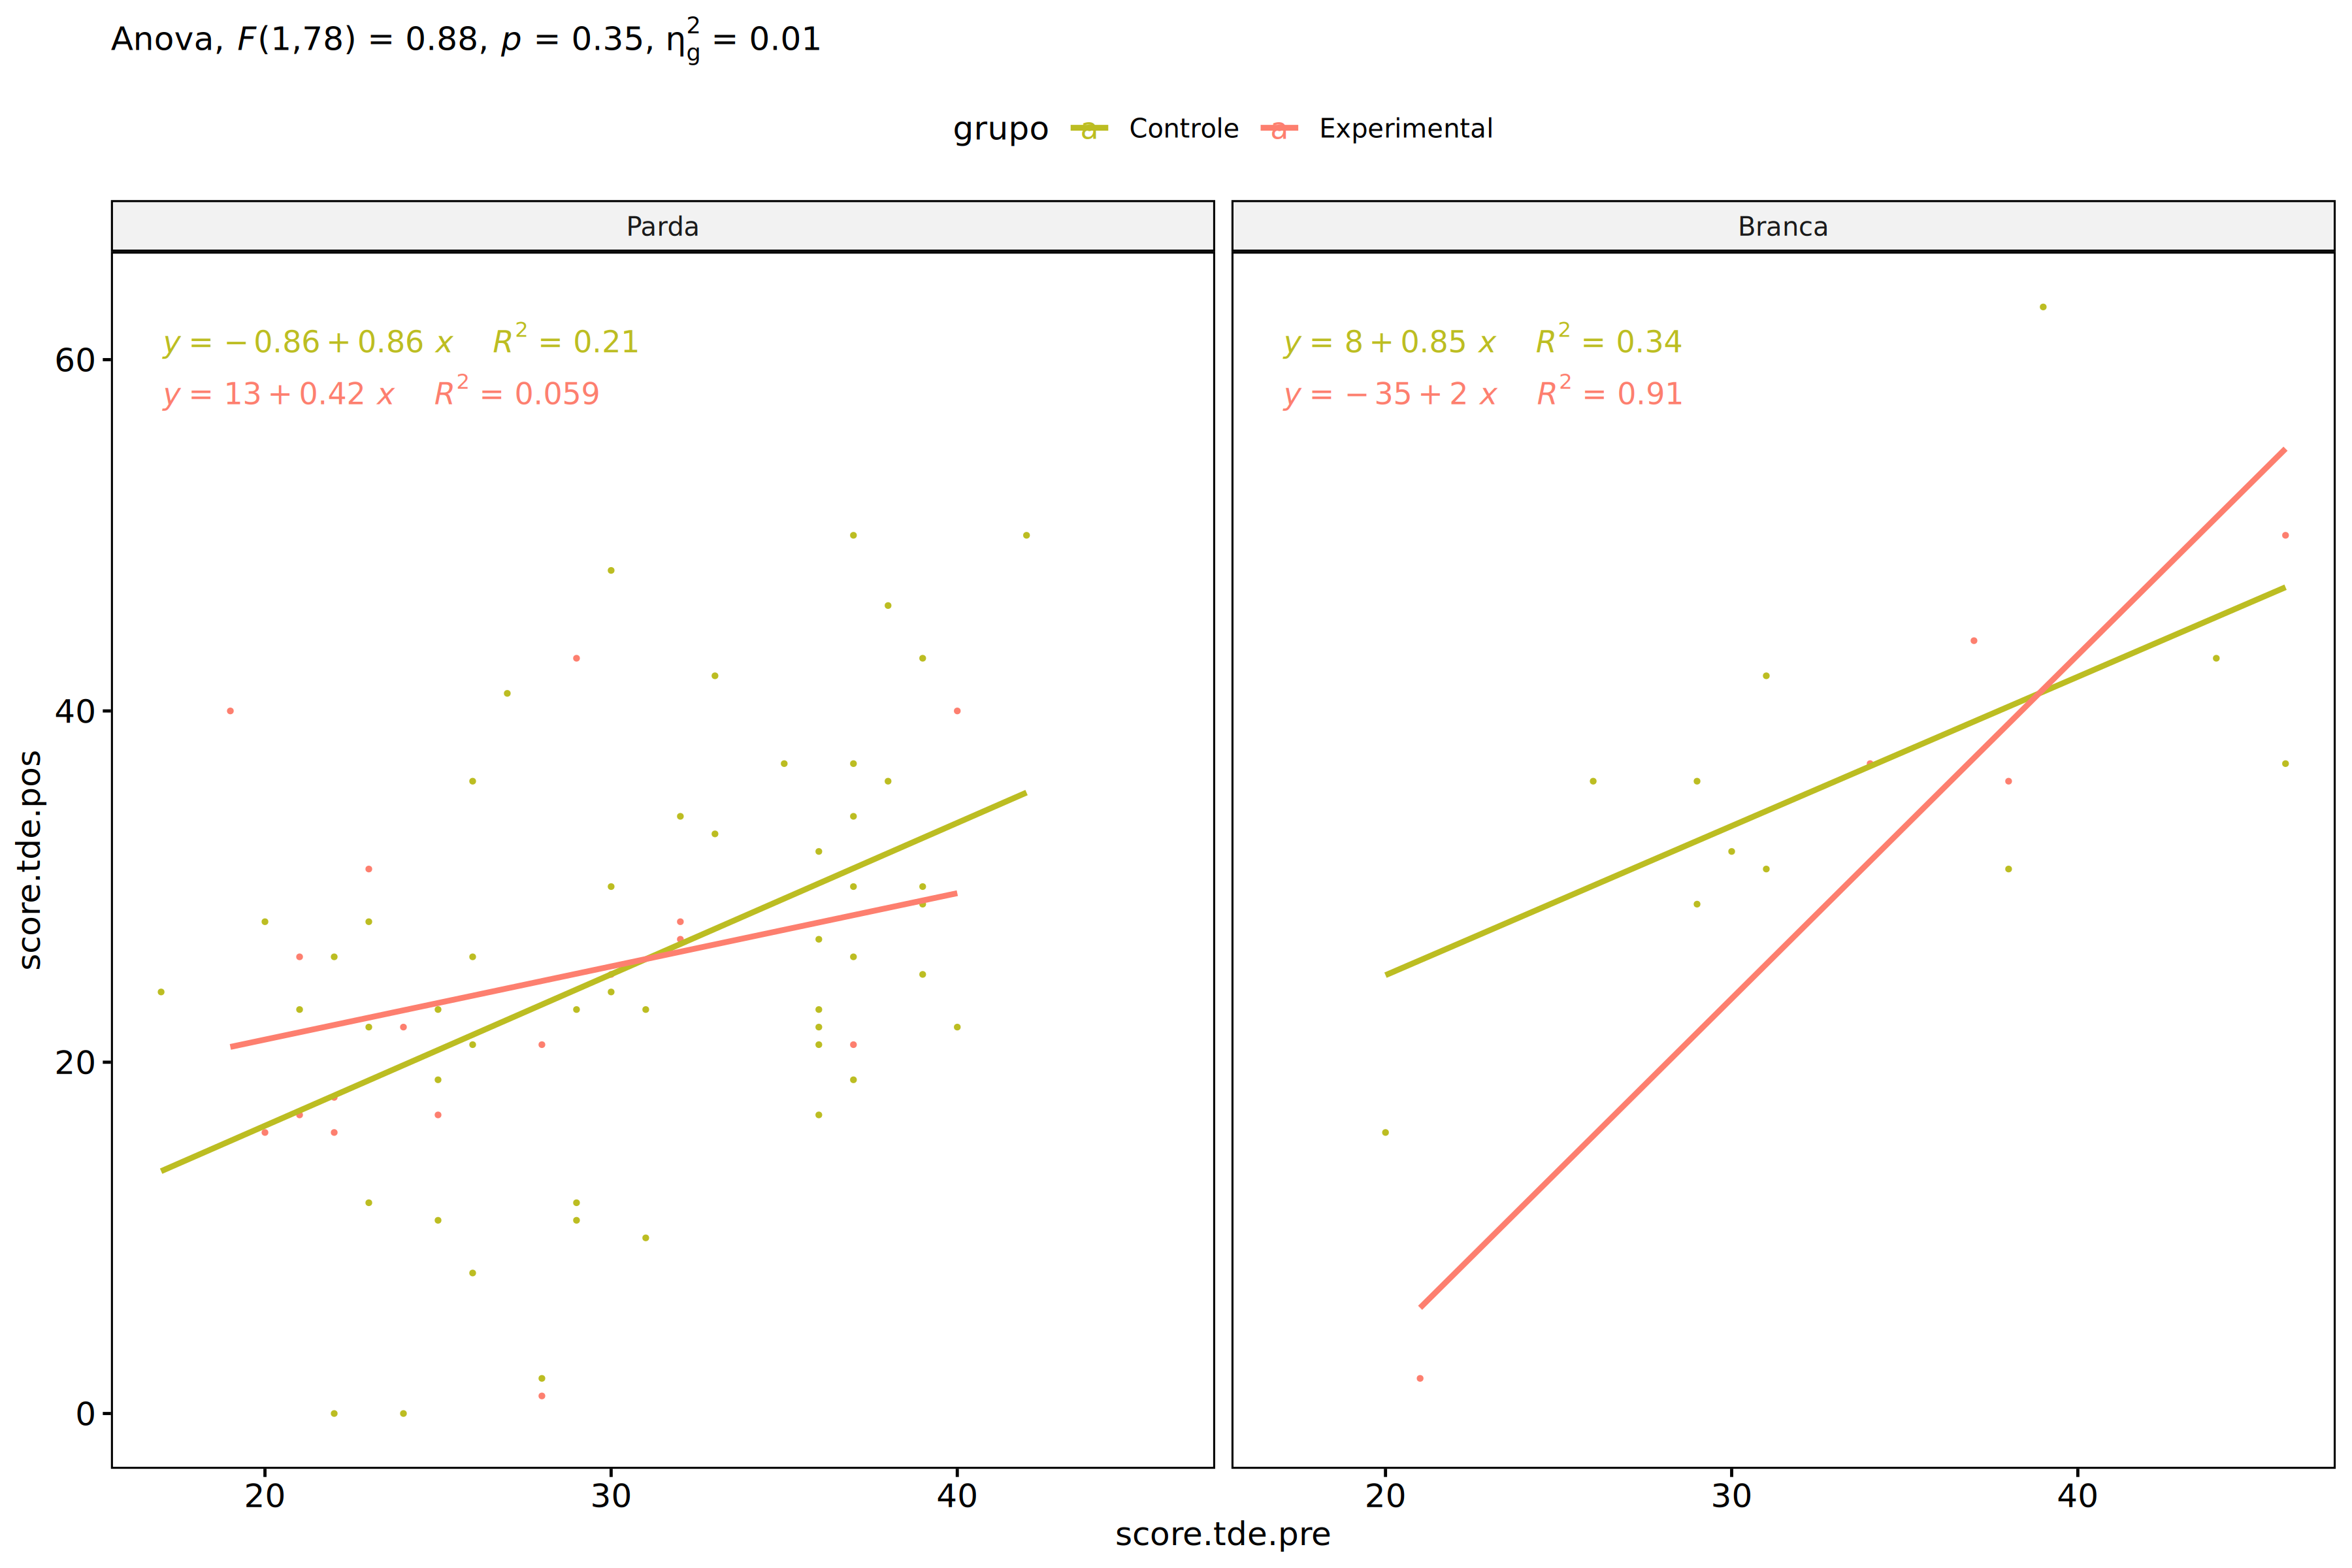 Anova, F(1,78) = 0.88, p = 0.35, η²g = 0.01
grupo a Controle a Experimental
Parda
Branca
y = − 0.86 + 0.86 x R² = 0.21
y = 13 + 0.42 x R² = 0.059
y = 8 + 0.85 x R² = 0.34
y = − 35 + 2 x R² = 0.91
score.tde.pos
60
40
20
0
20 30 40
20 30 40
score.tde.pre